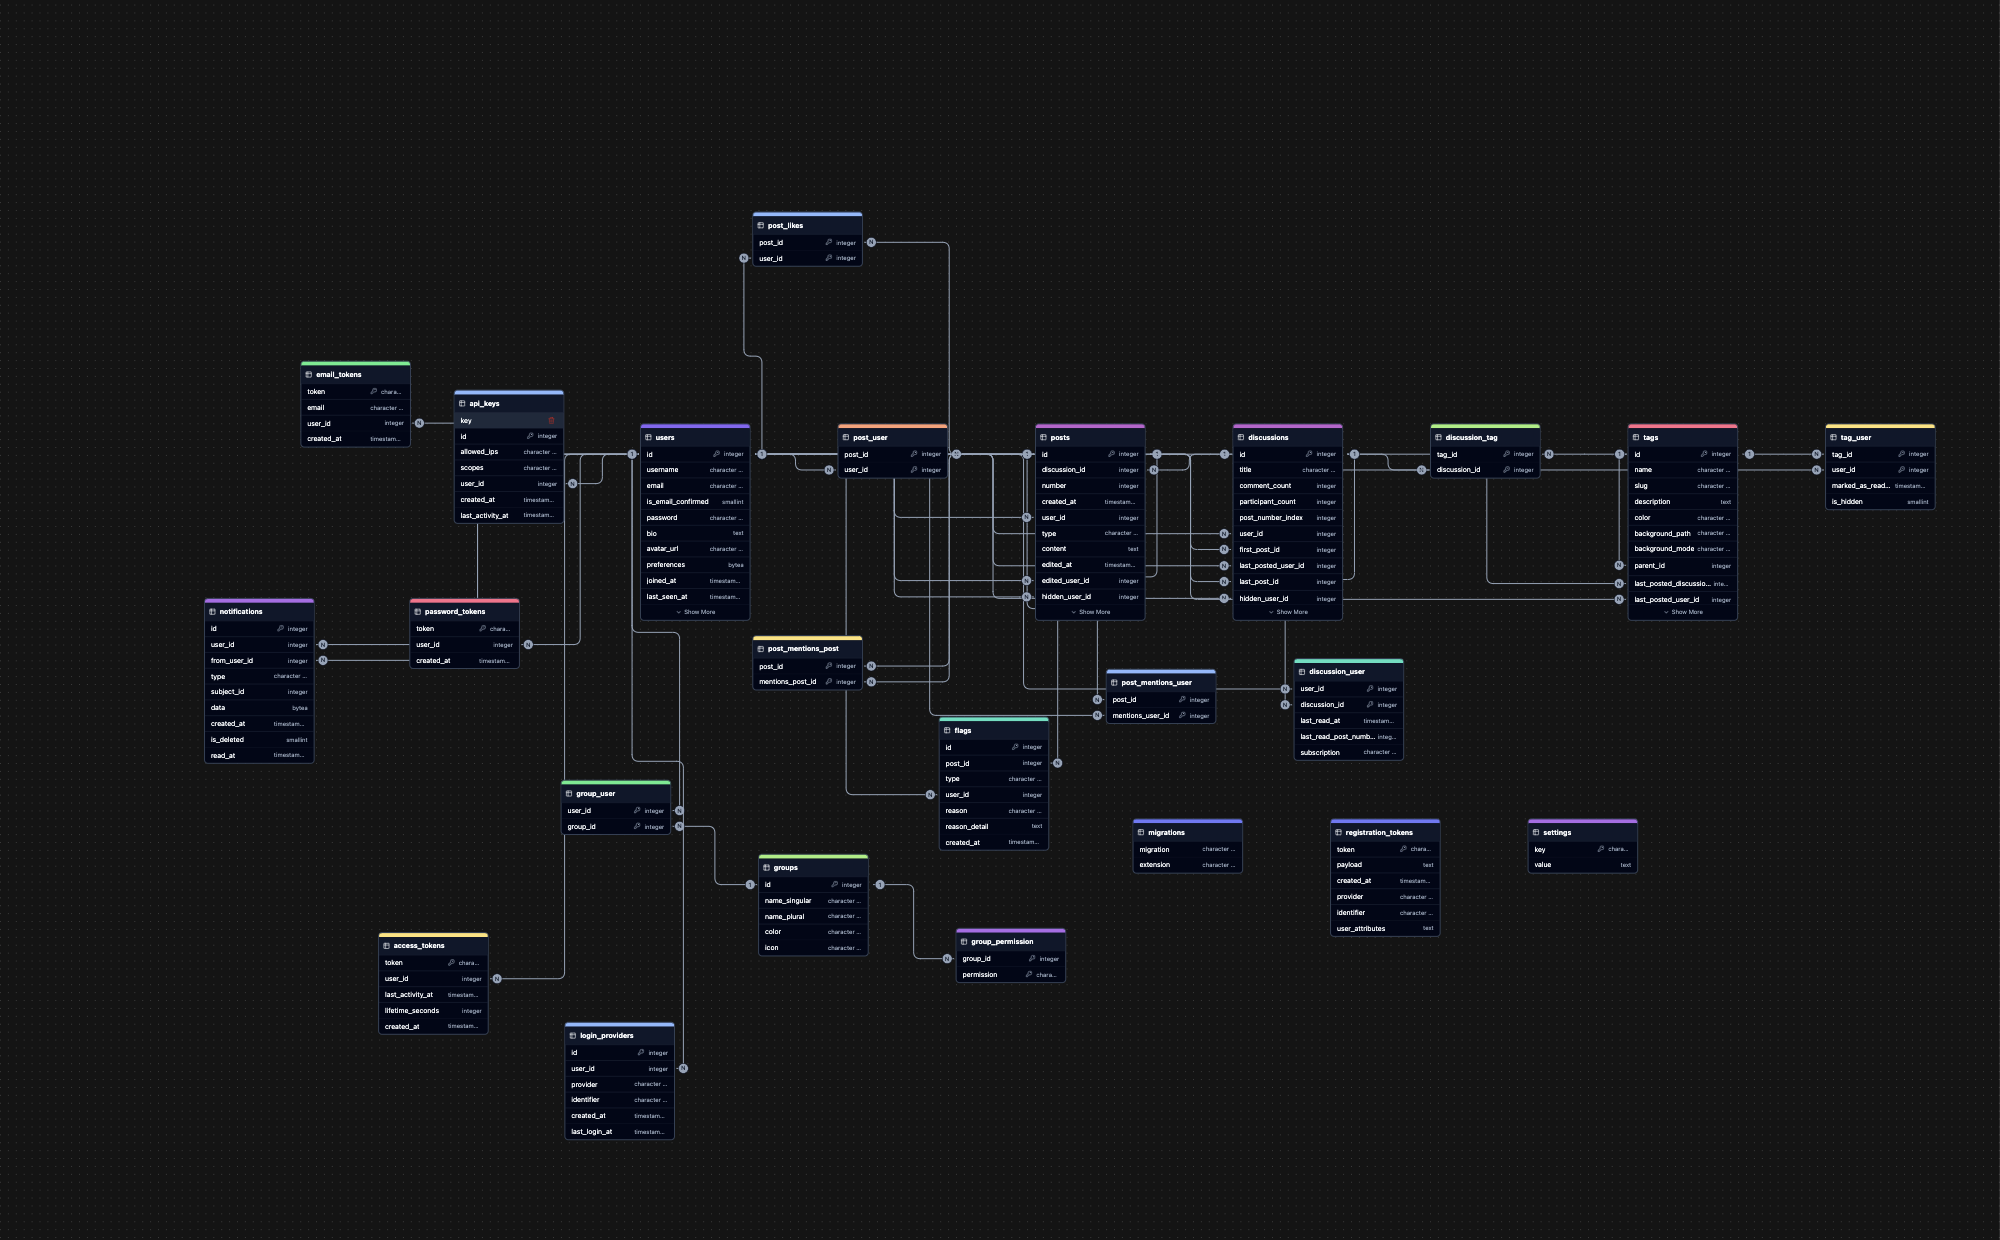 post_likes
post_id integer
user_id integer
email_tokens
token chara...
email character ...
user_id integer
created_at timestam...
api_keys
key
id integer
allowed_ips character ...
scopes character ...
user_id integer
created_at timestam...
last_activity_at timestam...
users
id integer
username character ...
email character ...
is_email_confirmed smallint
password character ...
bio text
avatar_url character ...
preferences bytea
joined_at timestam...
last_seen_at timestam...
Show More
post_user
post_id integer
user_id integer
posts
id integer
discussion_id integer
number integer
created_at timestam...
user_id integer
type character ...
content text
edited_at timestam...
edited_user_id integer
hidden_user_id integer
Show More
discussions
id integer
title character ...
comment_count integer
participant_count integer
post_number_index integer
user_id integer
first_post_id integer
last_posted_user_id integer
last_post_id integer
hidden_user_id integer
Show More
discussion_tag
tag_id integer
discussion_id integer
tags
id integer
name character ...
slug character ...
description text
color character ...
background_path character ...
background_mode character ...
parent_id integer
last_posted_discussio... inte...
last_posted_user_id integer
Show More
tag_user
tag_id integer
user_id integer
marked_as_read... timestam...
is_hidden smallint
notifications
id integer
user_id integer
from_user_id integer
type character ...
subject_id integer
data bytea
created_at timestam...
is_deleted smallint
read_at timestam...
password_tokens
token chara...
user_id integer
created_at timestam...
post_mentions_post
post_id integer
mentions_post_id integer
post_mentions_user
post_id integer
mentions_user_id integer
discussion_user
user_id integer
discussion_id integer
last_read_at timestam...
last_read_post_numb... integ...
subscription character ...
flags
id integer
post_id integer
type character ...
user_id integer
reason character ...
reason_detail text
created_at timestam...
group_user
user_id integer
group_id integer
migrations
migration character ...
extension character ...
registration_tokens
token chara...
payload text
created_at timestam...
provider character ...
identifier character ...
user_attributes text
settings
key chara...
value text
groups
id integer
name_singular character ...
name_plural character ...
color character ...
icon character ...
group_permission
group_id integer
permission chara...
access_tokens
token chara...
user_id integer
last_activity_at timestam...
lifetime_seconds integer
created_at timestam...
login_providers
id integer
user_id integer
provider character ...
identifier character ...
created_at timestam...
last_login_at timestam...